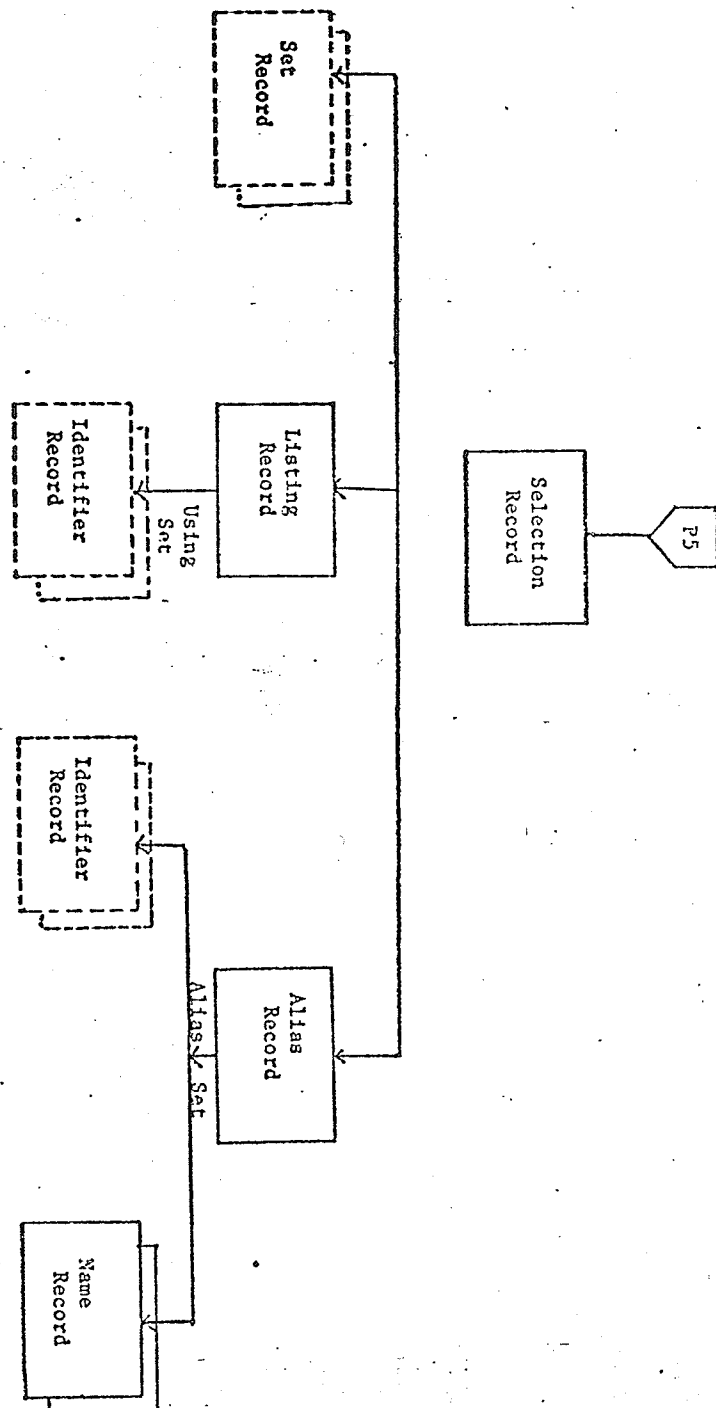 P5
Selection
Record
Set
Record
Listing
Record
Alias
Record
Using
Set
Alias Set
Identifier
Record
Identifier
Record
Name
Record